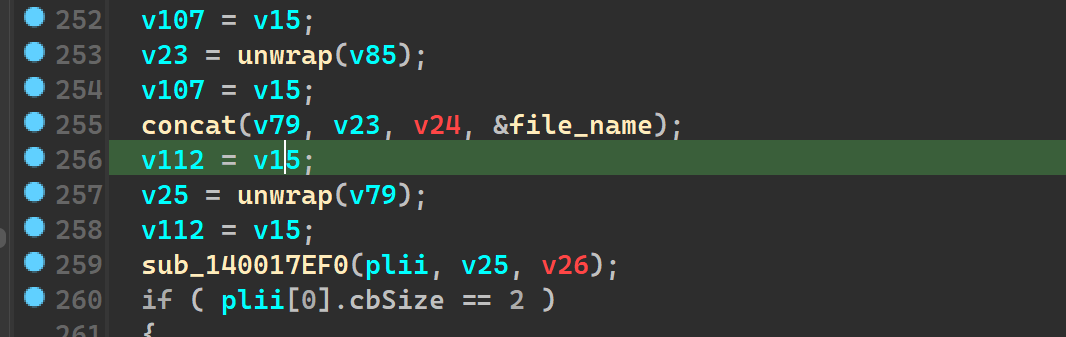 252 v107 = v15;
253 v23 = unwrap(v85);
254 v107 = v15;
255 concat(v79, v23, v24, &file_name);
256 v112 = v15;
257 v25 = unwrap(v79);
258 v112 = v15;
259 sub_140017EF0(plii, v25, v26);
260 if ( plii[0].cbSize == 2 )
261 {